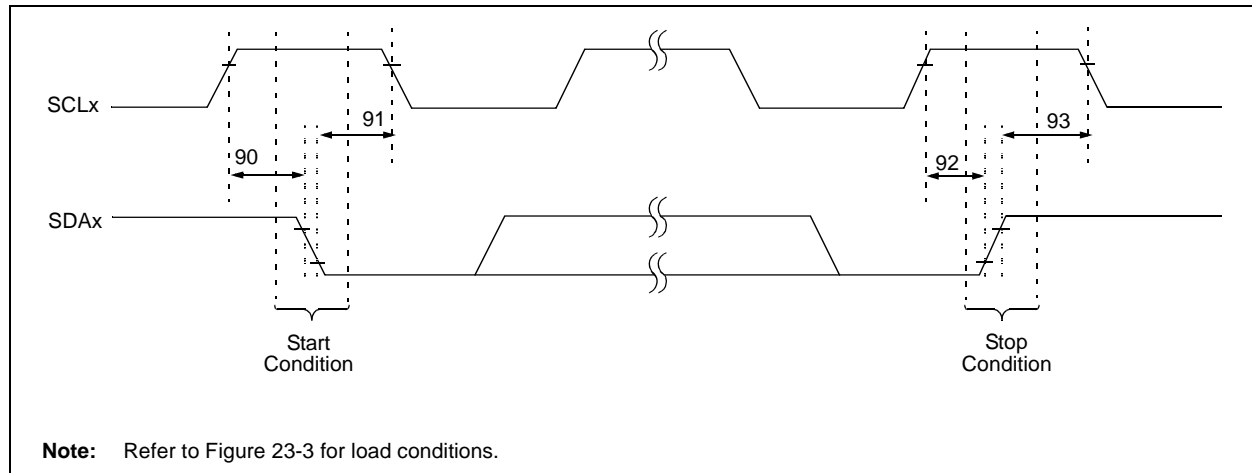 SCLx
91
93
90
92
SDAx
Start
Condition
Stop
Condition
Note: Refer to Figure 23-3 for load conditions.